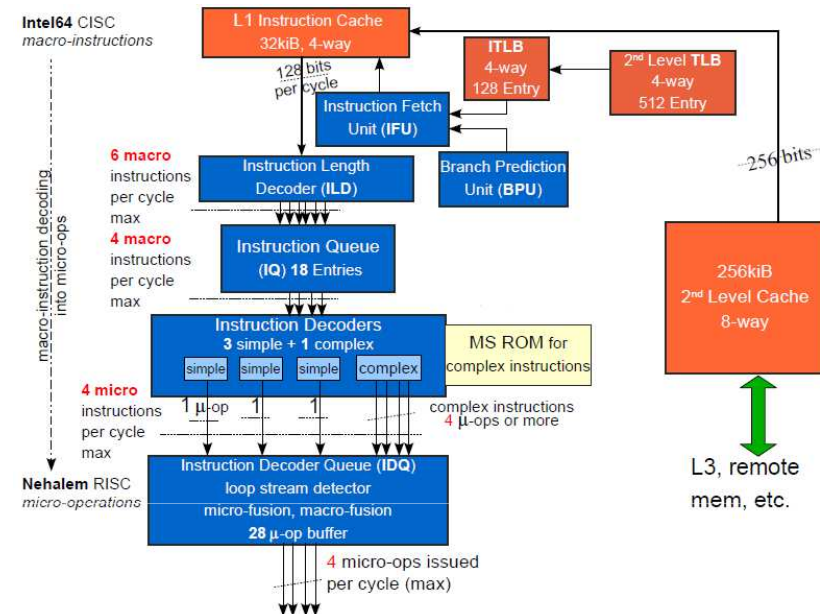 Intel64 CISC
macro-instructions
L1 Instruction Cache
32kiB, 4-way
128 bits
per cycle
ITLB
4-way
128 Entry
2nd Level TLB
4-way
512 Entry
Instruction Fetch
Unit (IFU)
Branch Prediction
Unit (BPU)
256 bits
6 macro
instructions
per cycle
max
Instruction Length
Decoder (ILD)
4 macro
instructions
per cycle
max
Instruction Queue
(IQ) 18 Entries
macro-instruction decoding
into micro-ops
256kiB
2nd Level Cache
8-way
Instruction Decoders
3 simple + 1 complex
simple
simple
simple
complex
MS ROM for
complex instructions
4 micro
instructions
per cycle
max
1 μ-op
1
1
complex instructions
4 μ-ops or more
Instruction Decoder Queue (IDQ)
loop stream detector
micro-fusion, macro-fusion
28 μ-op buffer
Nehalem RISC
micro-operations
L3, remote
mem, etc.
4 micro-ops issued
per cycle (max)